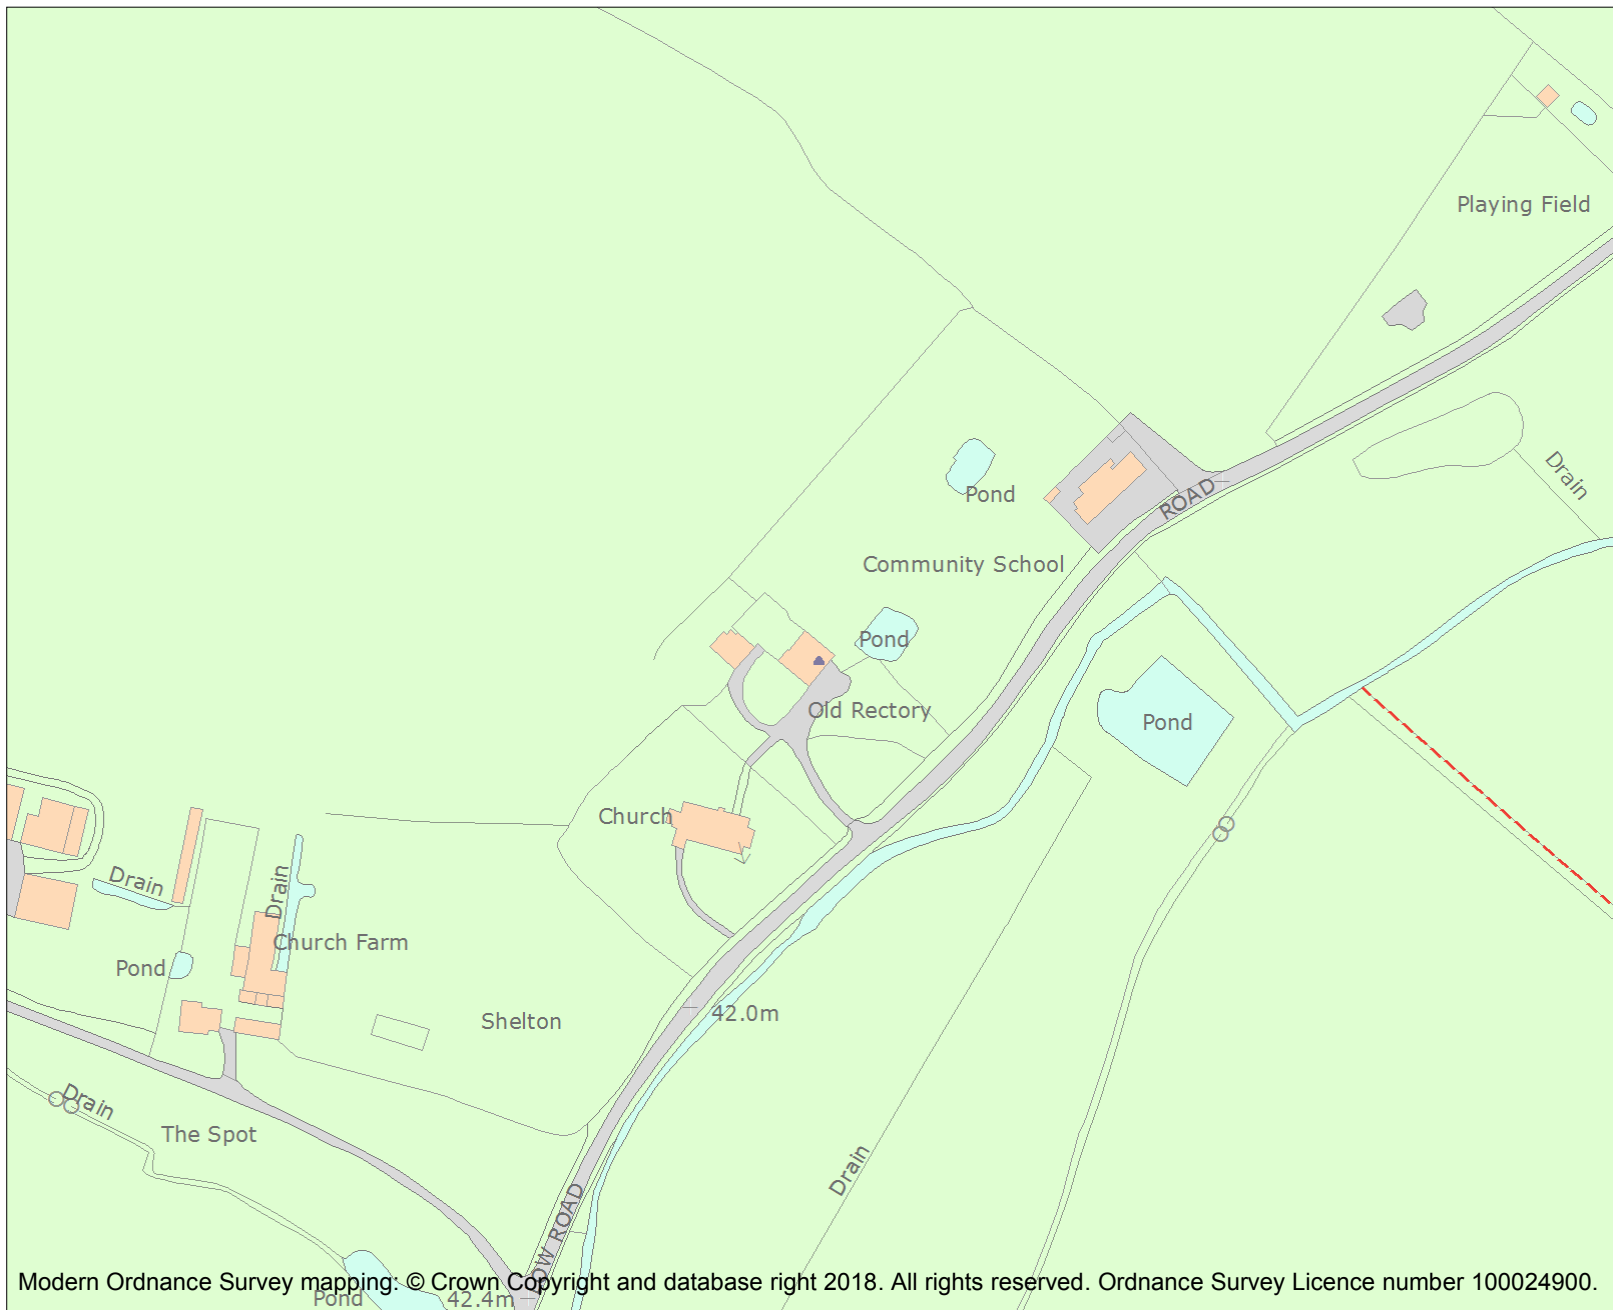 Playing Field
Drain
Pond
ROAD
Community School
Pond
Old Rectory
Pond
Church
Drain
Drain
Church Farm
Pond
Shelton
42.0m
Drain
The Spot
Drain
OW ROAD
Modern Ordnance Survey mapping: © Crown Copyright and database right 2018. All rights reserved. Ordnance Survey Licence number 100024900.
Pond
42.4m